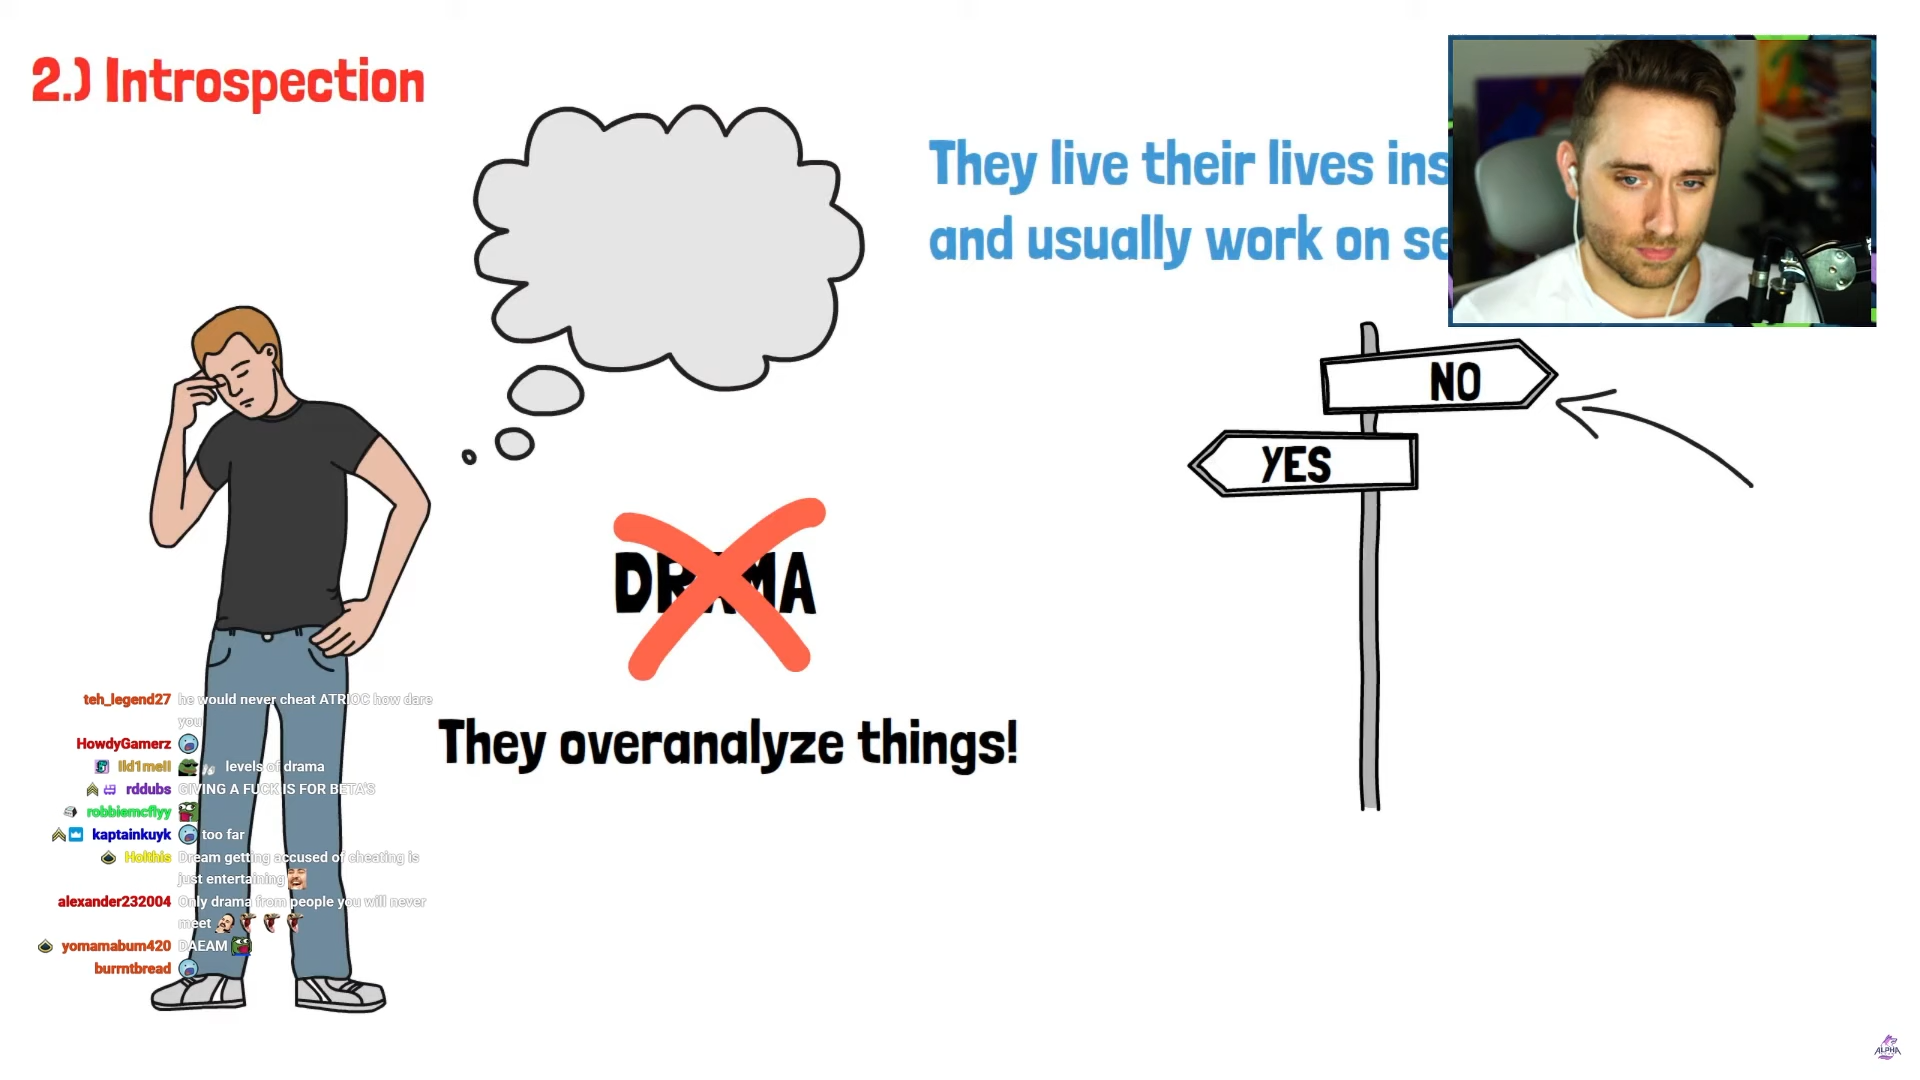 2.) Introspection
They live their lives ins
and usually work on se
NO
YES
DRAMA
They overanalyze things!
teh_legend27 he would never cheat ATRIOC how dare
you
HowdyGamerz
lld1mell levels of drama
rddubs GIVING A FUCK IS FOR BETA'S
robbiemcflyy
kaptainkuyk too far
Holthis Dream getting accused of cheating is
just entertaining
alexander232004 Only drama from people you will never
meet
yomamabum420 DAEAM
burrntbread
ALPHA